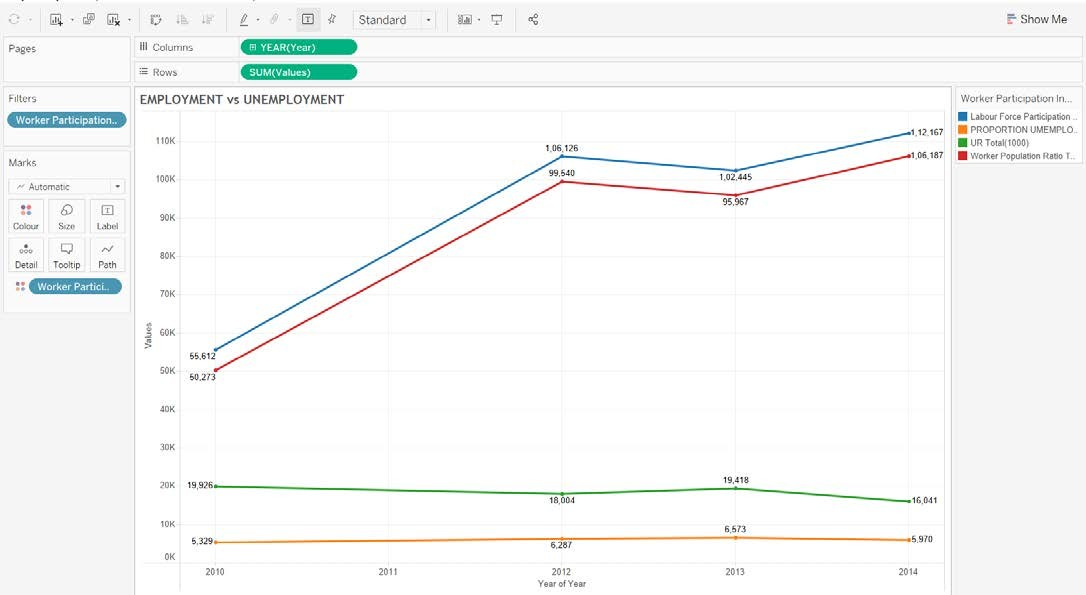 Standard
Show Me
Pages
Columns
YEAR(Year)
Rows
SUM(Values)
Filters
Worker Participation..
Marks
Automatic
Colour
Size
Label
Detail
Tooltip
Path
Worker Partici..
EMPLOYMENT vs UNEMPLOYMENT
Values
110K
100K
90K
80K
70K
60K
50K
40K
30K
20K
10K
0K
55,612
1,06,126
1,02,445
1,12,167
50,273
99,540
95,967
1,06,187
19,926
18,004
19,418
16,041
5,329
6,287
6,573
5,970
2010
2011
2012
2013
2014
Year of Year
Worker Participation In...
Labour Force Participation ..
PROPORTION UMEMPLO..
UR Total(1000)
Worker Population Ratio T..